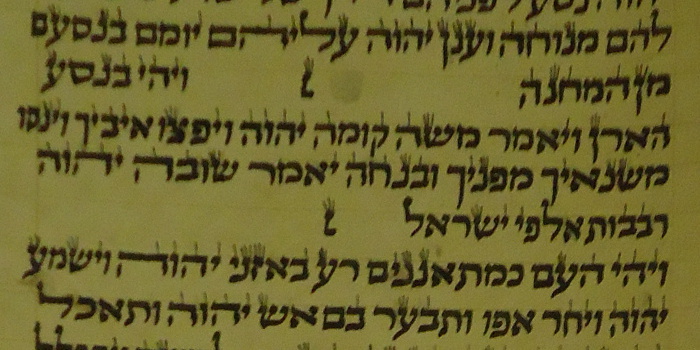 להם מנוחה וענן יהוה עליהם יומם בנסעם
מן המחנה ׆ ויהי בנסע
הארן ויאמר משה קומה יהוה ויפצו איביך וינסו
משנאיך מפניך ובנחה יאמר שובה יהוה
רבבות אלפי ישראל ׆
ויהי העם כמתאננים רע באזני יהוה וישמע
יהוה ויחר אפו ותבער בם אש יהוה ותאכל